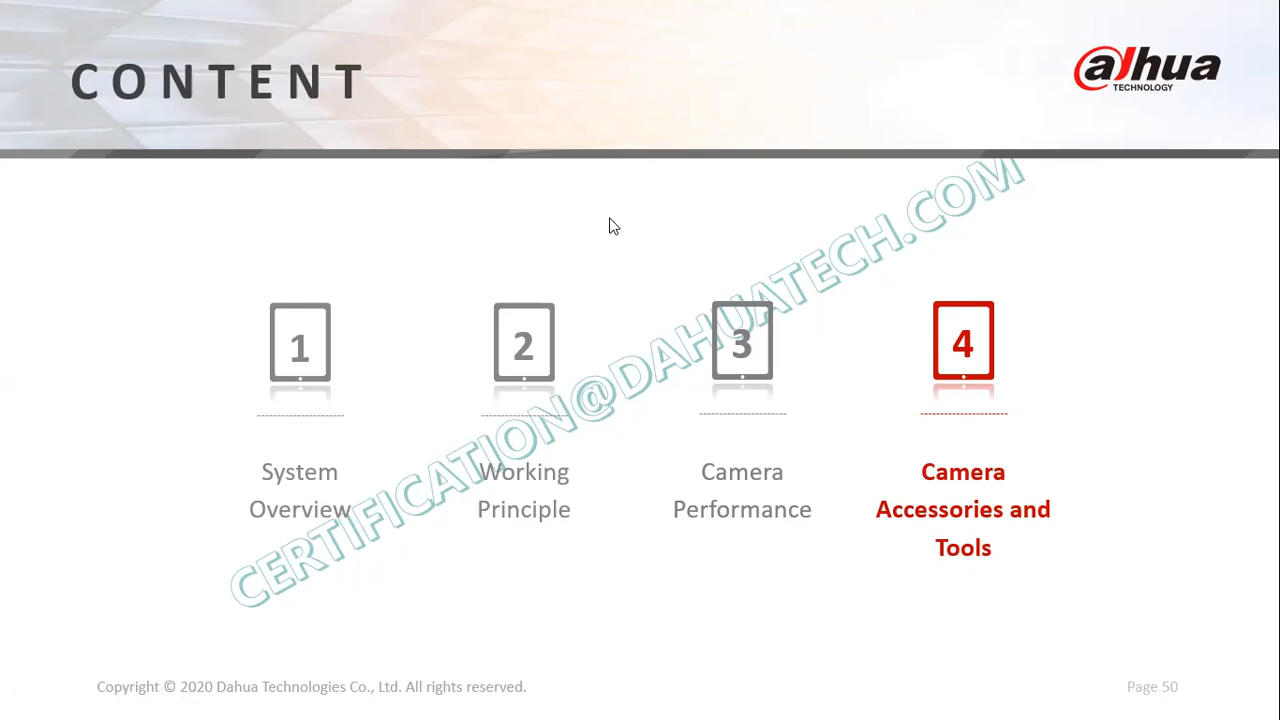 CONTENT
alhua
TECHNOLOGY
CERTIFICATION@DAHUATECH.COM
1
2
3
4
System
Overview
Working
Principle
Camera
Performance
Camera
Accessories and
Tools
Copyright © 2020 Dahua Technologies Co., Ltd. All rights reserved.
Page 50